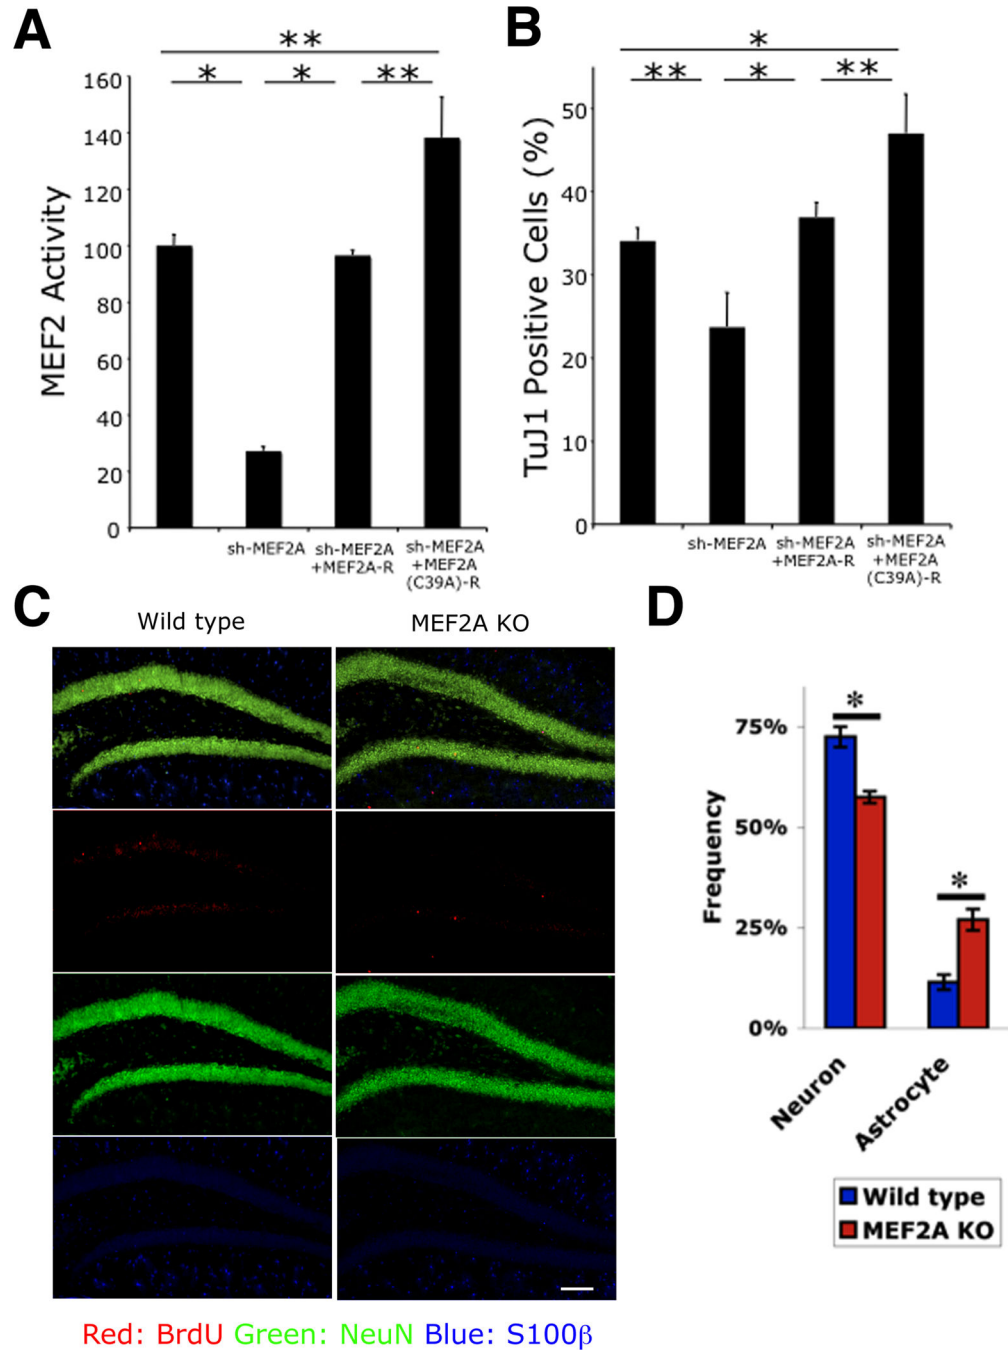 A
**
* * **
MEF2 Activity
160
140
120
100
80
60
40
20
0
sh-MEF2A
sh-MEF2A
+MEF2A-R
sh-MEF2A
+MEF2A
(C39A)-R
B
*
** * **
TuJ1 Positive Cells (%)
50
40
30
20
10
0
sh-MEF2A
sh-MEF2A
+MEF2A-R
sh-MEF2A
+MEF2A
(C39A)-R
C
Wild type MEF2A KO
Red: BrdU Green: NeuN Blue: S100β
D
*
*
Frequency
75%
50%
25%
0%
Neuron
Astrocyte
Wild type
MEF2A KO